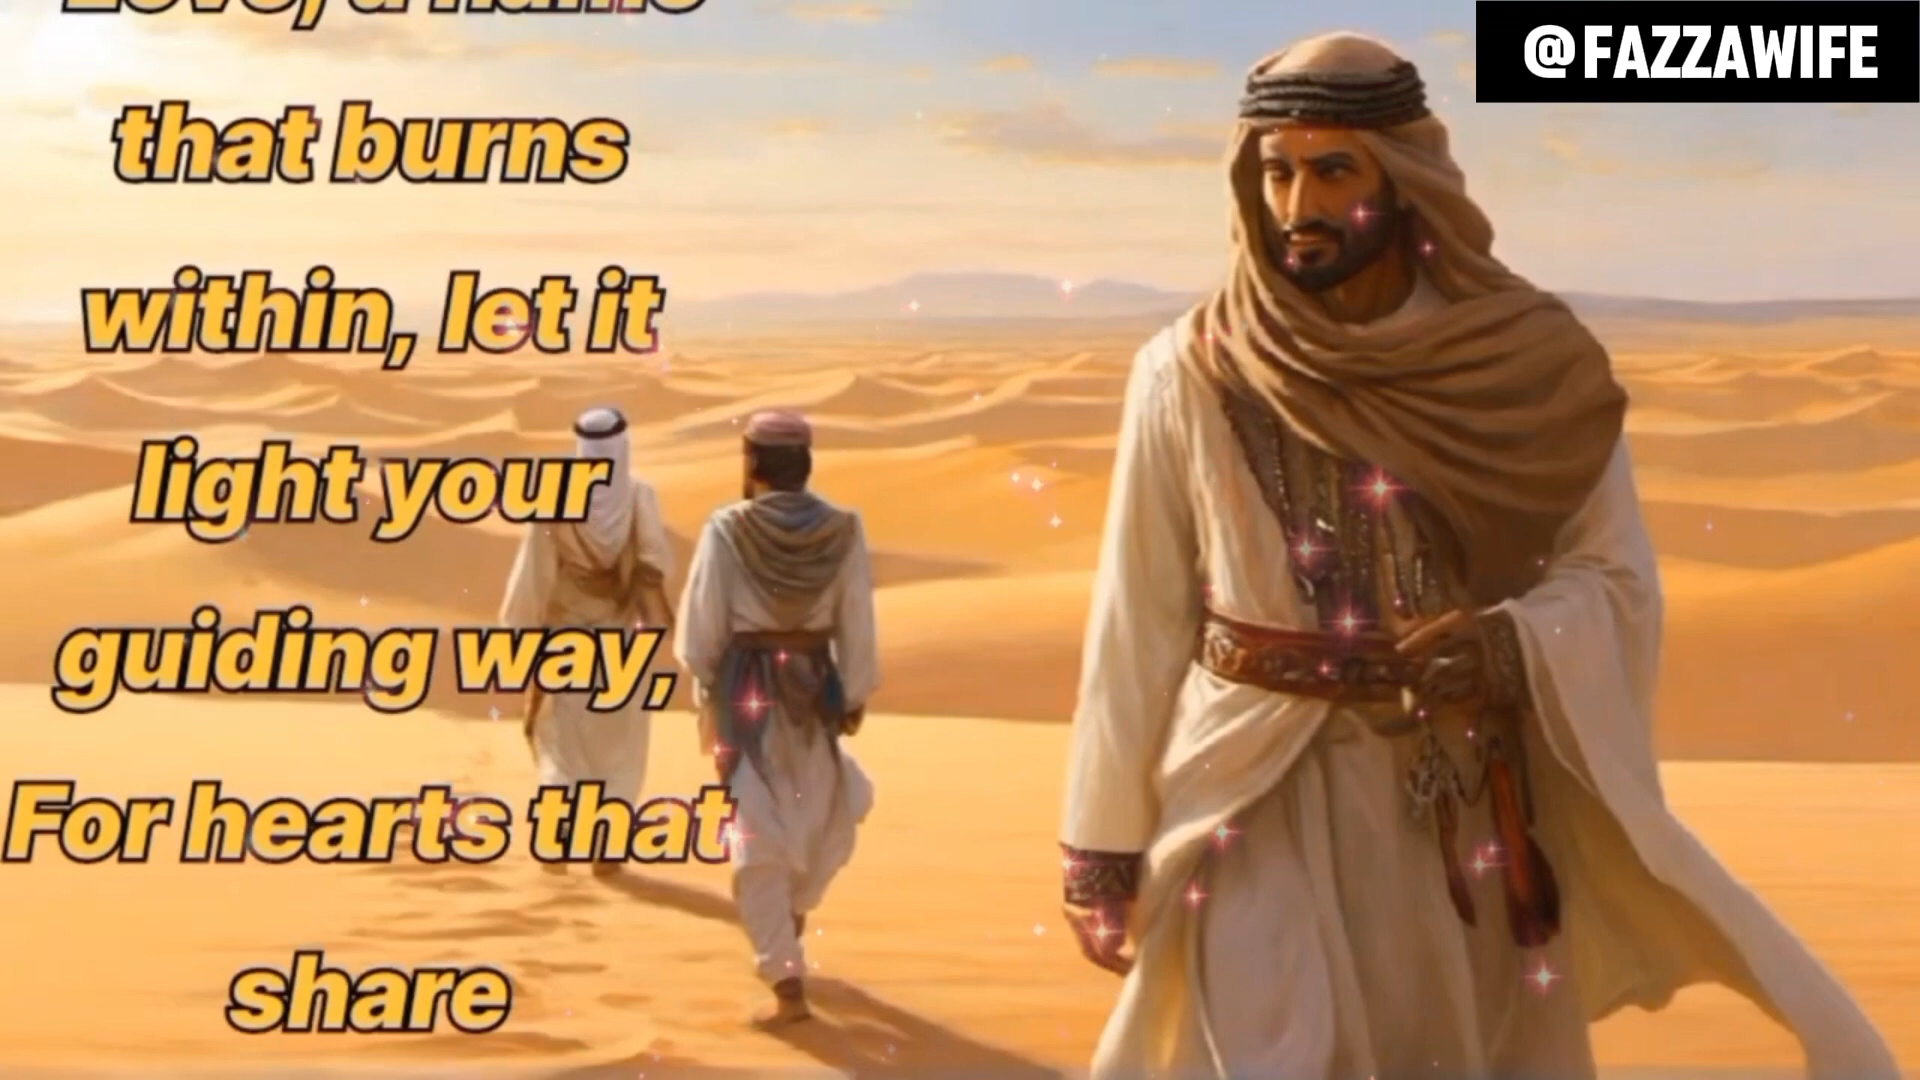 @FAZZAWIFE
that burns
within, let it
light your
guiding way,
For hearts that
share